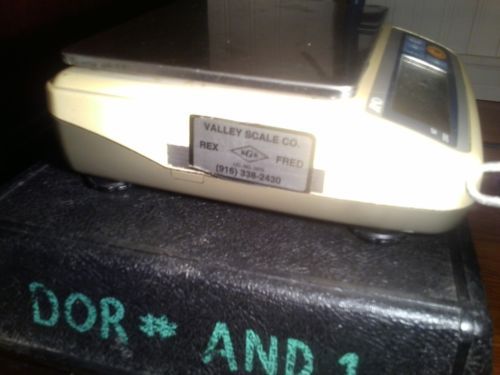 VALLEY SCALE CO.
REX
FRED
(916) 338-2430
DOR # AND 1